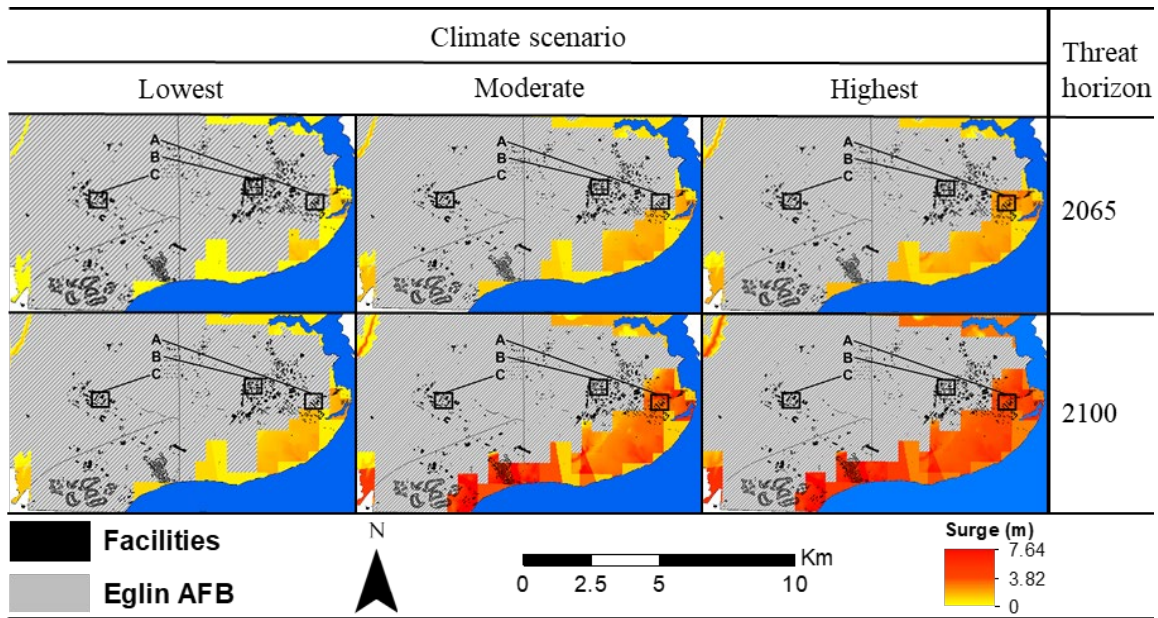 Climate scenario
Threat horizon
Lowest Moderate Highest
A
B
C
A
B
C
A
B
C
2065
A
B
C
A
B
C
A
B
C
2100
Facilities
Eglin AFB
N
Km
0 2.5 5 10
Surge (m)
7.64
3.82
0